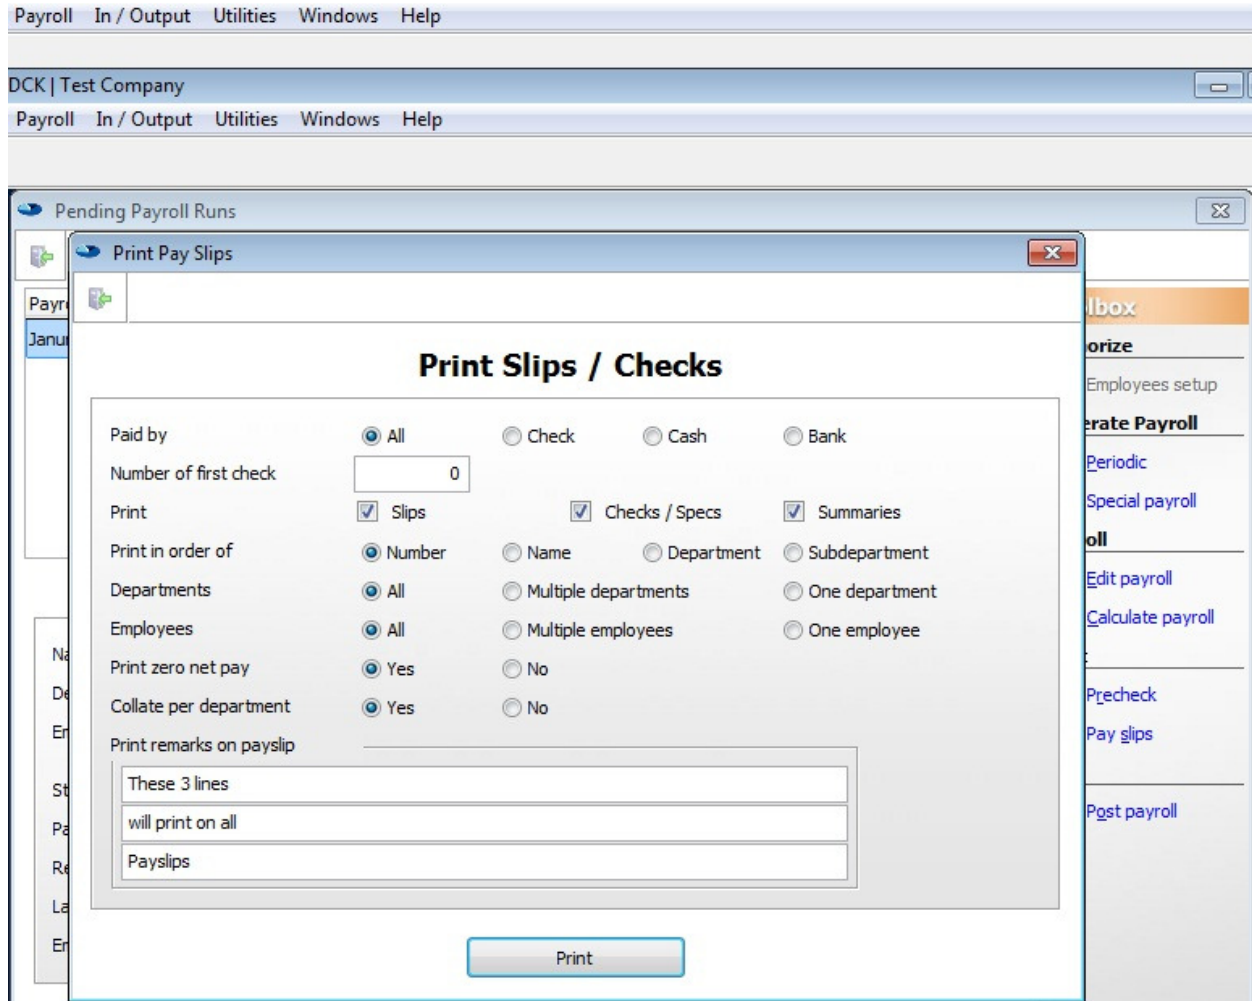 Payroll In / Output Utilities Windows Help
DCK | Test Company
Payroll In / Output Utilities Windows Help
Pending Payroll Runs
Print Pay Slips
Print Slips / Checks
Paid by All Check Cash Bank
Number of first check 0
Print Slips Checks / Specs Summaries
Print in order of Number Name Department Subdepartment
Departments All Multiple departments One department
Employees All Multiple employees One employee
Print zero net pay Yes No
Collate per department Yes No
Print remarks on payslip
These 3 lines
will print on all
Payslips
Print
Employees setup
Payroll
Periodic
Special payroll
Edit payroll
Calculate payroll
Precheck
Pay slips
Post payroll